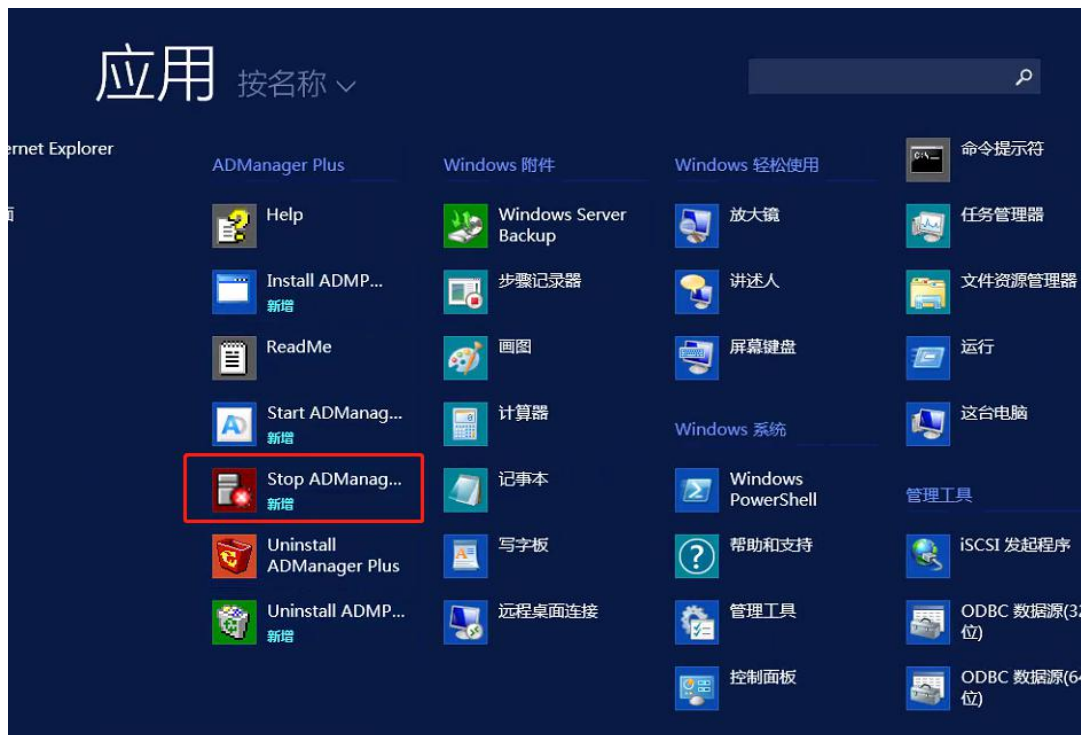 应用 按名称
ernet Explorer
面
ADManager Plus
Help
Install ADMP...
新增
ReadMe
Start ADManag...
新增
Stop ADManag...
新增
Uninstall
ADManager Plus
Uninstall ADMP...
新增
Windows 附件
Windows Server
Backup
步骤记录器
画图
计算器
记事本
写字板
远程桌面连接
Windows 轻松使用
放大镜
讲述人
屏幕键盘
Windows 系统
Windows
PowerShell
帮助和支持
管理工具
控制面板
命令提示符
任务管理器
文件资源管理器
运行
这台电脑
管理工具
iSCSI 发起程序
ODBC 数据源(32
位)
ODBC 数据源(64
位)